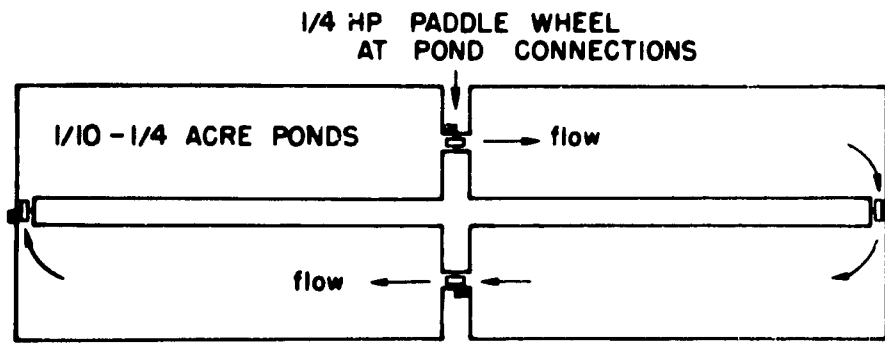 1/4 HP PADDLE WHEEL
AT POND CONNECTIONS
1/10 - 1/4 ACRE PONDS
flow
flow